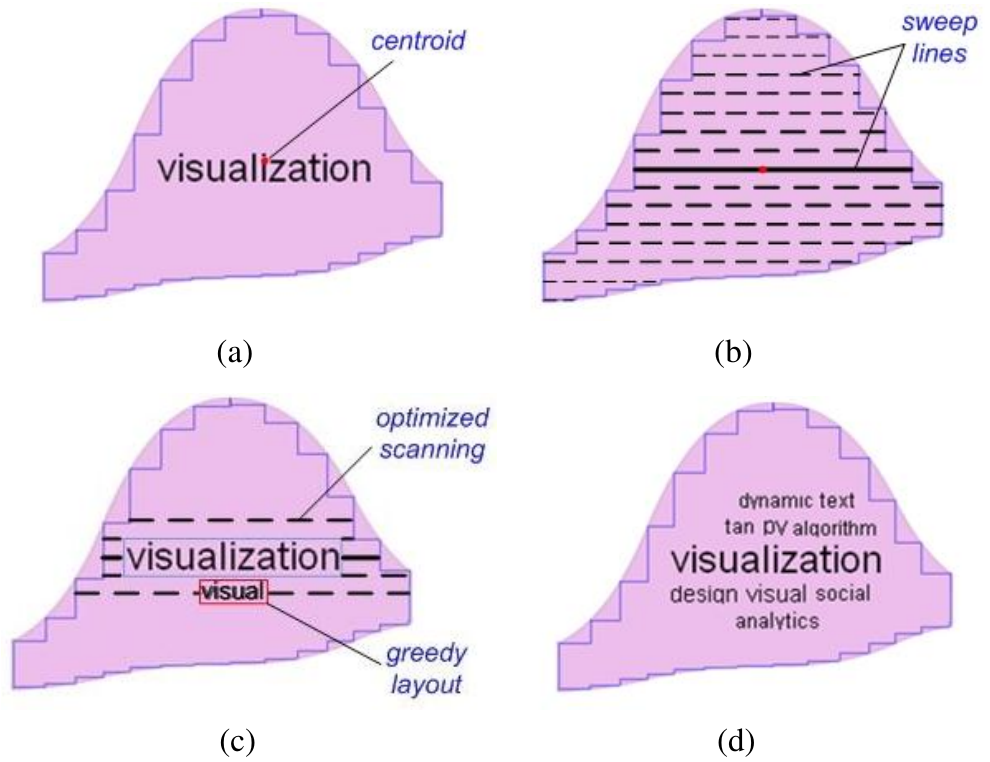 centroid
visualization
(a)
sweep
lines
(b)
optimized
scanning
visualization
visual
greedy
layout
(c)
dynamic text
tan pv algorithm
visualization
design visual social
analytics
(d)